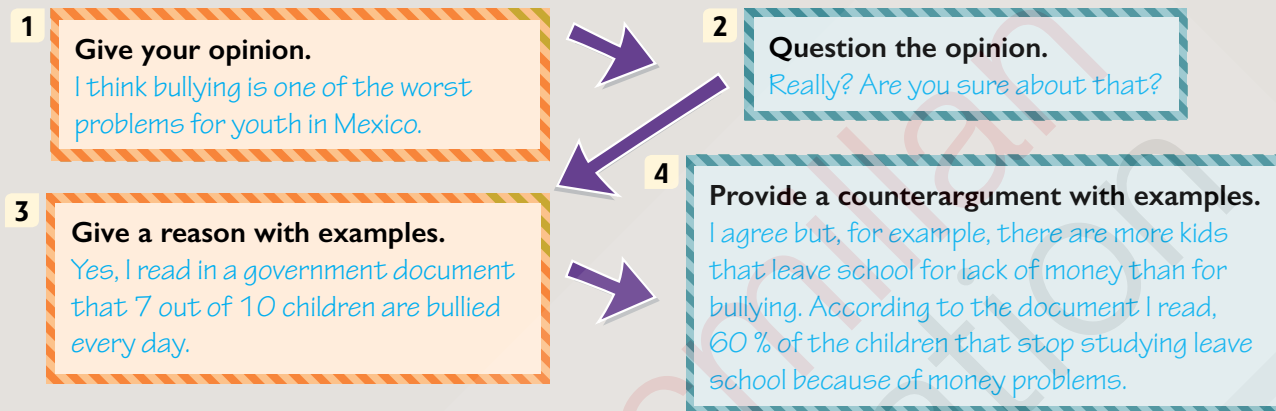 1
Give your opinion.
I think bullying is one of the worst
problems for youth in Mexico.
2
Question the opinion.
Really? Are you sure about that?
3
Give a reason with examples.
Yes, I read in a government document
that 7 out of 10 children are bullied
every day.
4
Provide a counterargument with examples.
I agree but, for example, there are more kids
that leave school for lack of money than for
bullying. According to the document I read,
60 % of the children that stop studying leave
school because of money problems.